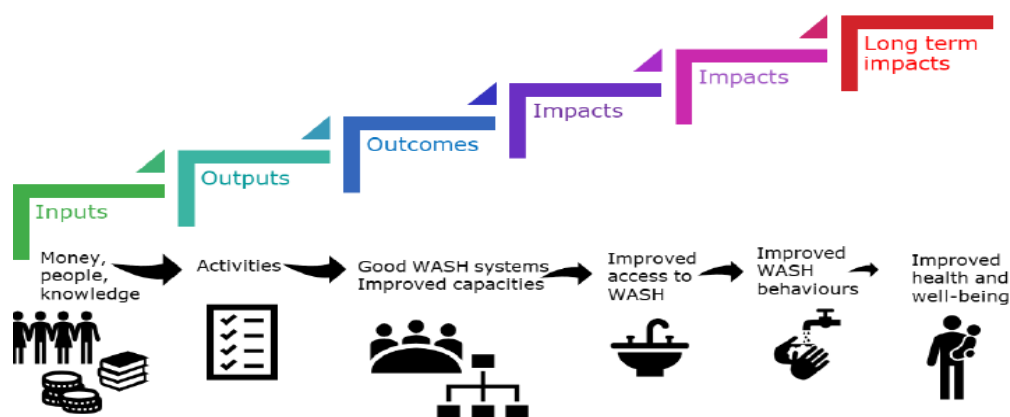 Inputs
Outputs
Outcomes
Impacts
Impacts
Long term
impacts
Money,
people,
knowledge
Activities
Good WASH systems
Improved capacities
Improved
access to
WASH
Improved
WASH
behaviours
Improved
health and
well-being